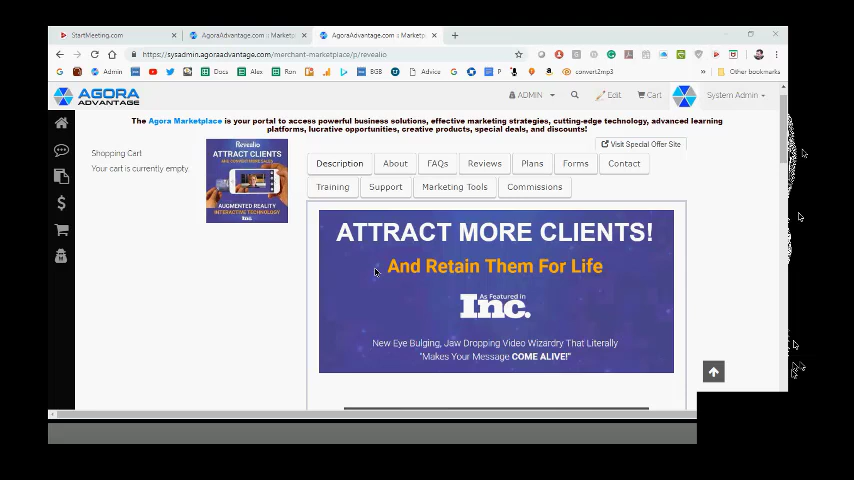 StartMeeting.com
AgoraAdvantage.com :: Marketp
AgoraAdvantage.com :: Marketp
https://sysadmin.agoraadvantage.com/merchant-marketplace/p/revealio
Admin
Docs
Alex
Ron
BGB
Advice
P
convert2mp3
Other bookmarks
AGORA
ADVANTAGE
ADMIN
Edit
Cart
System Admin
The Agora Marketplace is your portal to access powerful business solutions, effective marketing strategies, cutting-edge technology, advanced learning
platforms, lucrative opportunities, creative products, special deals, and discounts!
Visit Special Offer Site
Shopping Cart
Your cart is currently empty.
Revealio
ATTRACT CLIENTS
AND CONVERT MORE SALES
AUGMENTED REALITY
INTERACTIVE TECHNOLOGY
Inc.
Description
About
FAQs
Reviews
Plans
Forms
Contact
Training
Support
Marketing Tools
Commissions
ATTRACT MORE CLIENTS!
And Retain Them For Life
As Featured in
Inc.
New Eye Bulging, Jaw Dropping Video Wizardry That Literally
"Makes Your Message COME ALIVE!"